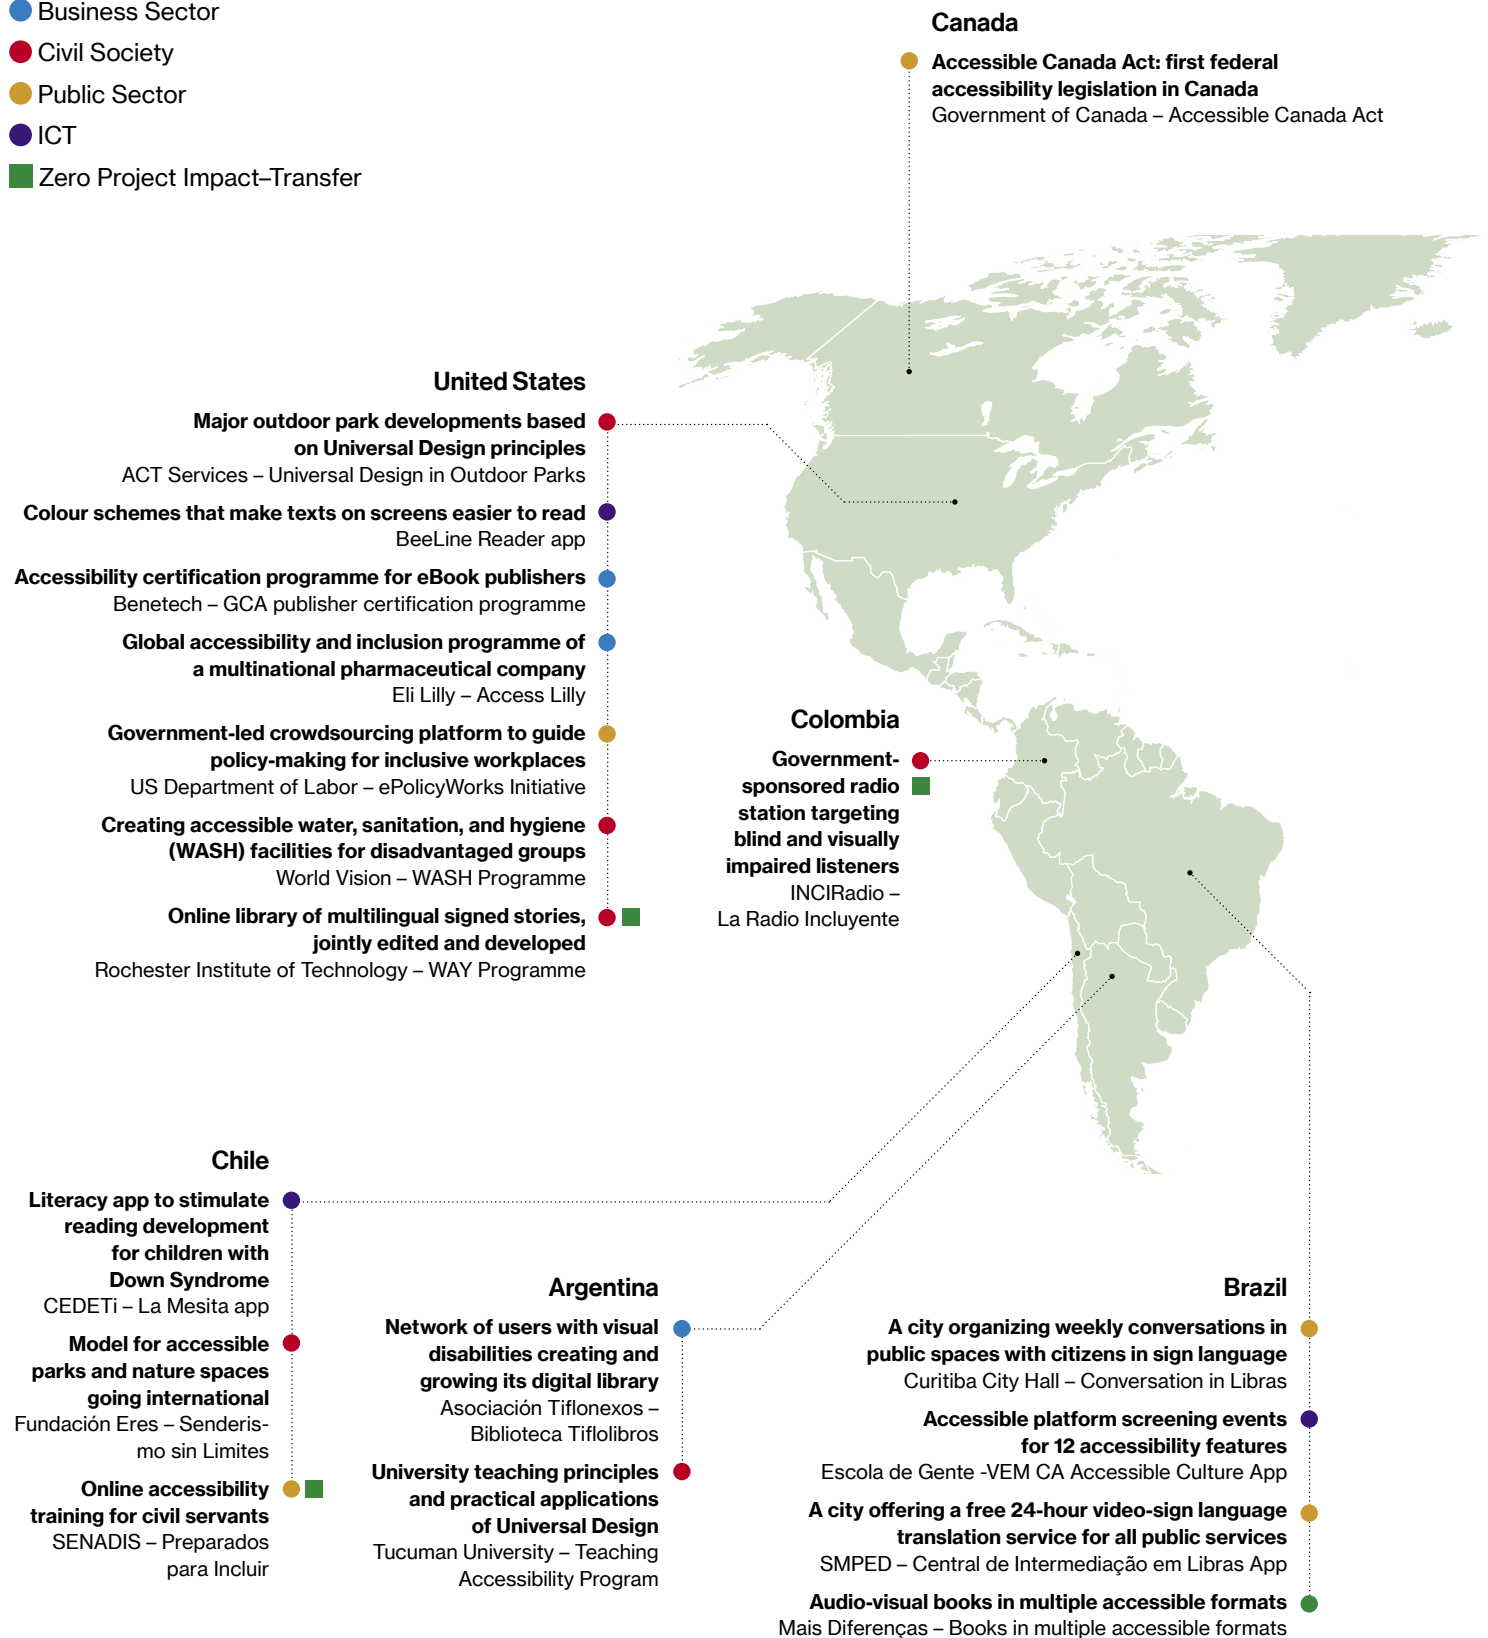 Business Sector
Civil Society
Public Sector
ICT
Zero Project Impact–Transfer
Canada
Accessible Canada Act: first federal
accessibility legislation in Canada
Government of Canada – Accessible Canada Act
United States
Major outdoor park developments based
on Universal Design principles
ACT Services – Universal Design in Outdoor Parks
Colour schemes that make texts on screens easier to read
BeeLine Reader app
Accessibility certification programme for eBook publishers
Benetech – GCA publisher certification programme
Global accessibility and inclusion programme of
a multinational pharmaceutical company
Eli Lilly – Access Lilly
Government-led crowdsourcing platform to guide
policy-making for inclusive workplaces
US Department of Labor – ePolicyWorks Initiative
Creating accessible water, sanitation, and hygiene
(WASH) facilities for disadvantaged groups
World Vision – WASH Programme
Online library of multilingual signed stories,
jointly edited and developed
Rochester Institute of Technology – WAY Programme
Colombia
Government-
sponsored radio
station targeting
blind and visually
impaired listeners
INCIRadio –
La Radio Incluyente
Chile
Literacy app to stimulate
reading development
for children with
Down Syndrome
CEDETi – La Mesita app
Model for accessible
parks and nature spaces
going international
Fundación Eres – Senderis-
mo sin Limites
Online accessibility
training for civil servants
SENADIS – Preparados
para Incluir
Argentina
Network of users with visual
disabilities creating and
growing its digital library
Asociación Tiflonexos –
Biblioteca Tiflolibros
University teaching principles
and practical applications
of Universal Design
Tucuman University – Teaching
Accessibility Program
Brazil
A city organizing weekly conversations in
public spaces with citizens in sign language
Curitiba City Hall – Conversation in Libras
Accessible platform screening events
for 12 accessibility features
Escola de Gente -VEM CA Accessible Culture App
A city offering a free 24-hour video-sign language
translation service for all public services
SMPED – Central de Intermediação em Libras App
Audio-visual books in multiple accessible formats
Mais Diferenças – Books in multiple accessible formats